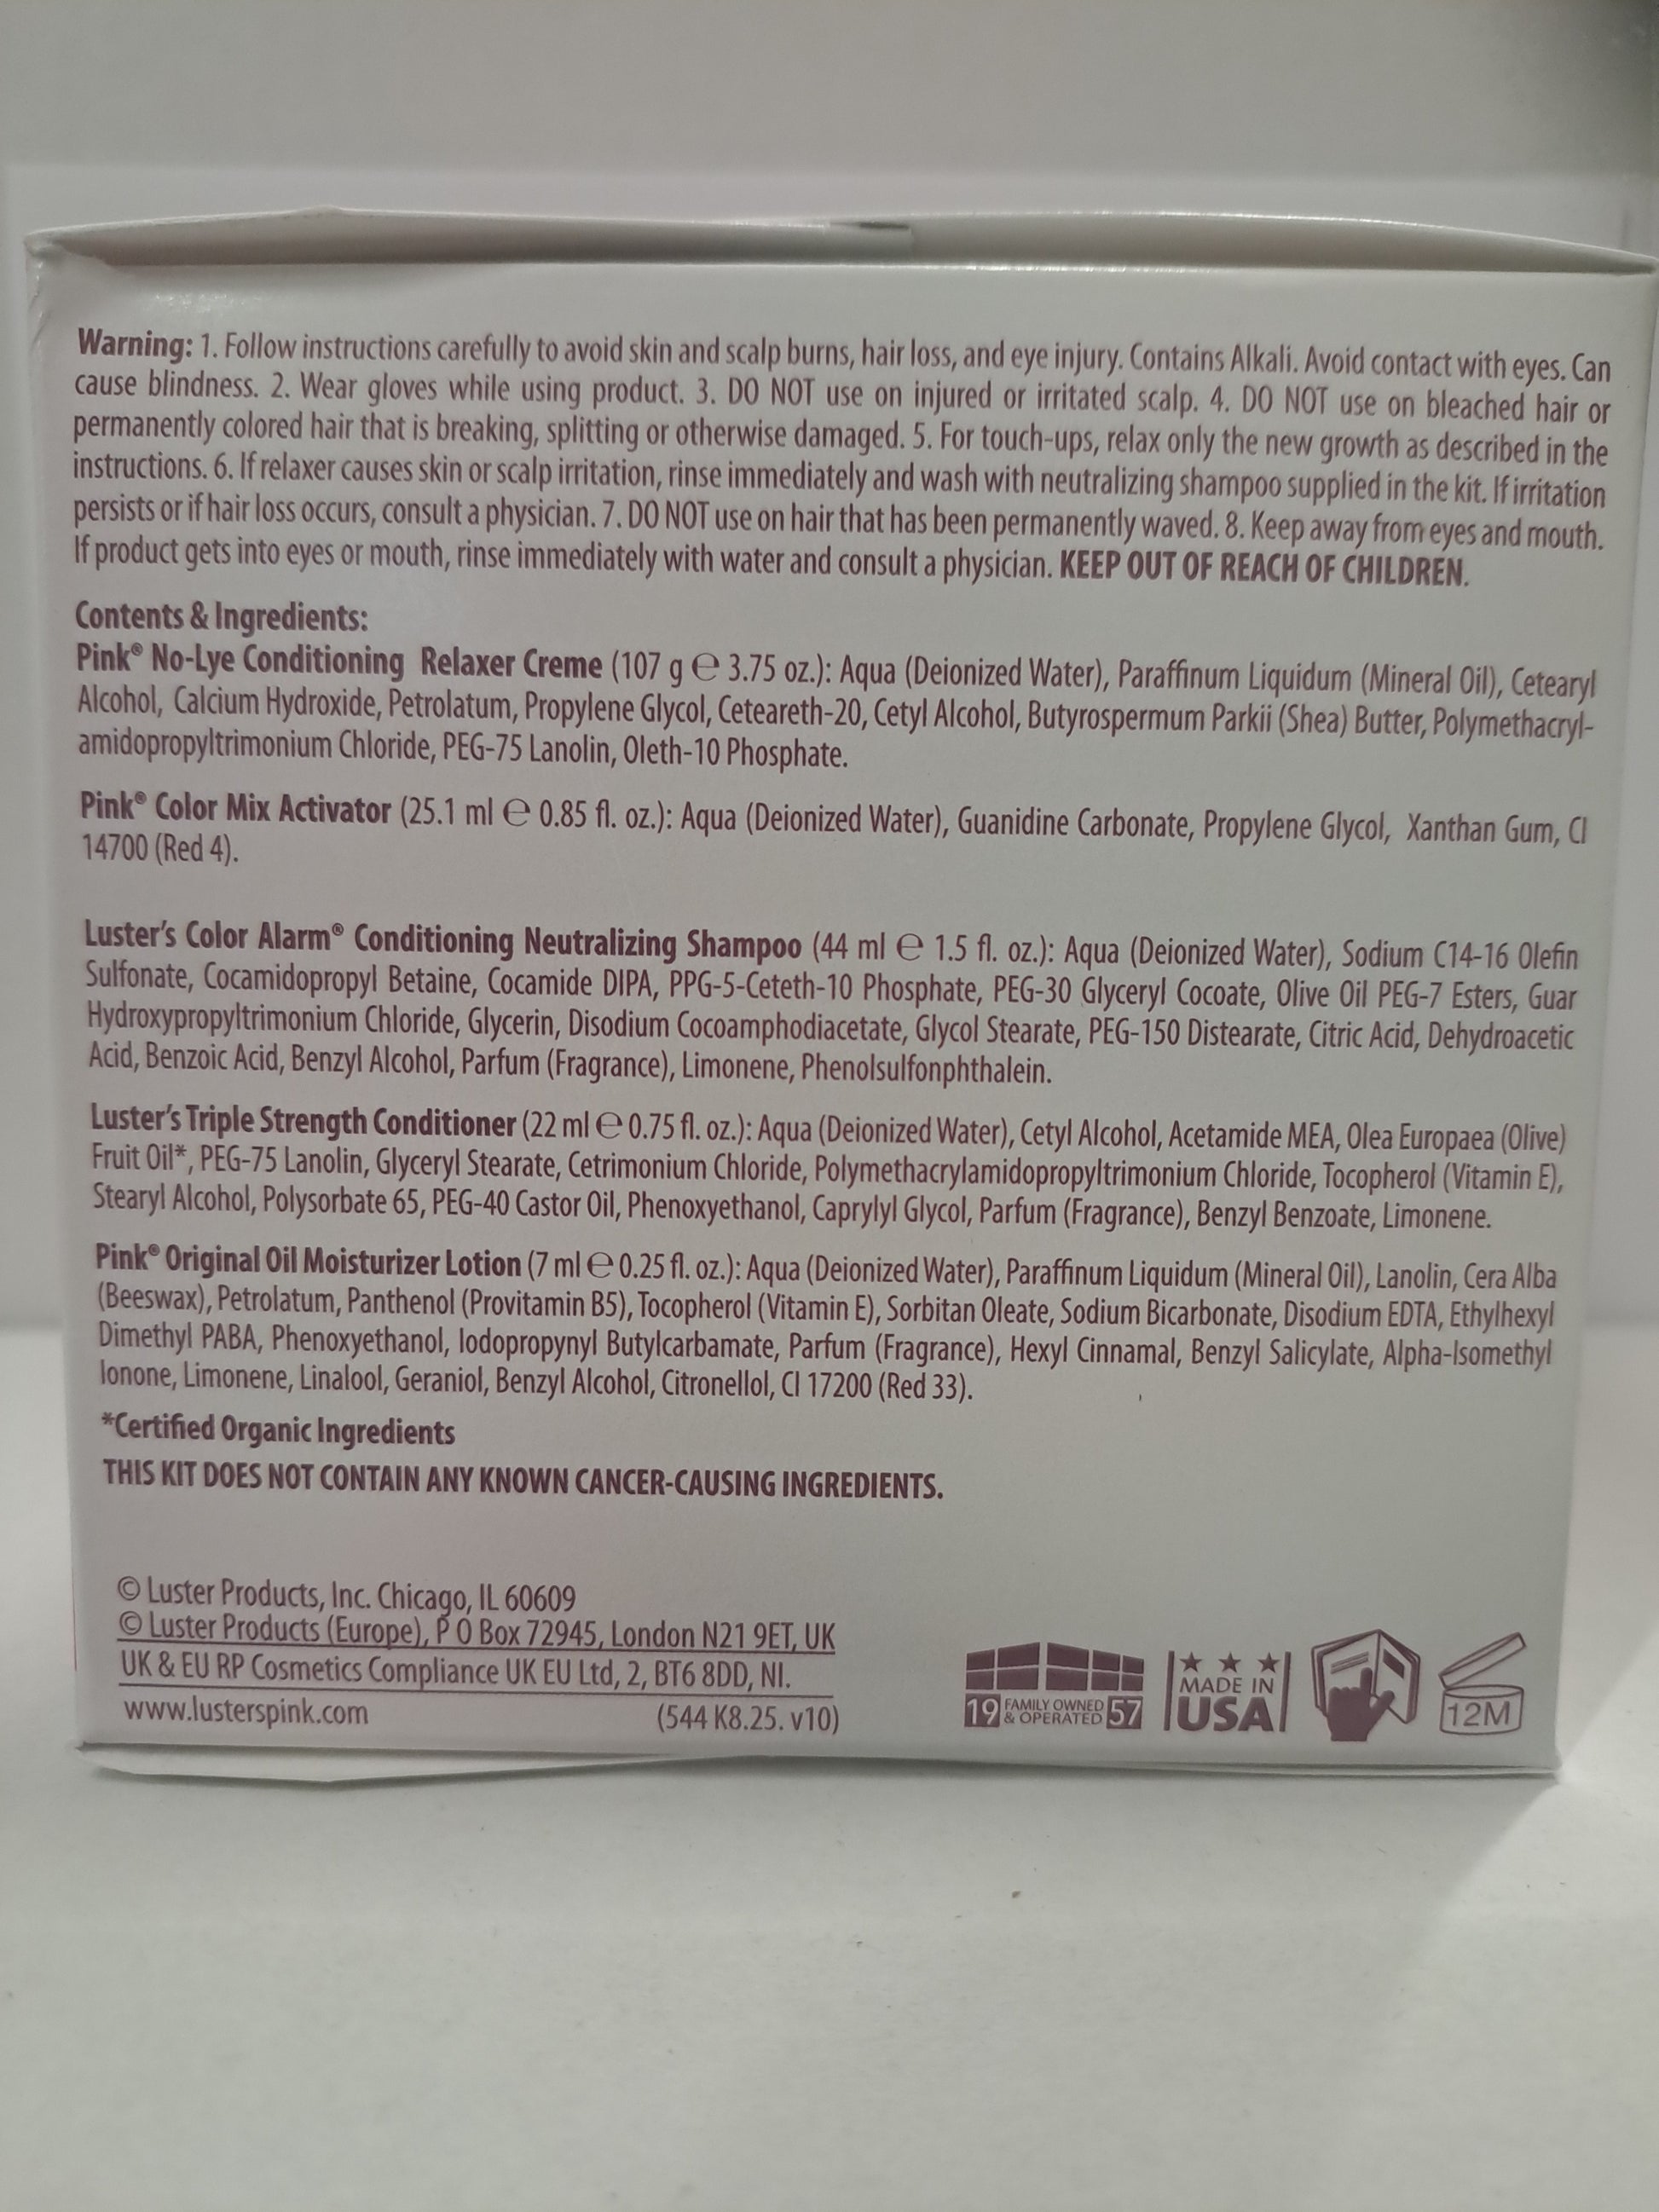 Warning: 1. Follow instructions carefully to avoid skin and scalp burns, hair loss, and eye injury. Contains Alkali. Avoid contact with eyes. Can
cause blindness. 2. Wear gloves while using product. 3. DO NOT use on injured or irritated scalp. 4. DO NOT use on bleached hair or
permanently colored hair that is breaking, splitting or otherwise damaged. 5. For touch-ups, relax only the new growth as described in the
instructions. 6. If relaxer causes skin or scalp irritation, rinse immediately and wash with neutralizing shampoo supplied in the kit. If irritation
persists or if hair loss occurs, consult a physician. 7. DO NOT use on hair that has been permanently waved. 8. Keep away from eyes and mouth.
If product gets into eyes or mouth, rinse immediately with water and consult a physician. KEEP OUT OF REACH OF CHILDREN.
Contents & Ingredients:
Pink® No-Lye Conditioning Relaxer Creme (107 g ℮ 3.75 oz.): Aqua (Deionized Water), Paraffinum Liquidum (Mineral Oil), Cetearyl
Alcohol, Calcium Hydroxide, Petrolatum, Propylene Glycol, Ceteareth-20, Cetyl Alcohol, Butyrospermum Parkii (Shea) Butter, Polymethacryl-
amidopropyltrimonium Chloride, PEG-75 Lanolin, Oleth-10 Phosphate.
Pink® Color Mix Activator (25.1 ml ℮ 0.85 fl. oz.): Aqua (Deionized Water), Guanidine Carbonate, Propylene Glycol, Xanthan Gum, CI
14700 (Red 4).
Luster's Color Alarm® Conditioning Neutralizing Shampoo (44 ml ℮ 1.5 fl. oz.): Aqua (Deionized Water), Sodium C14-16 Olefin
Sulfonate, Cocamidopropyl Betaine, Cocamide DIPA, PPG-5-Ceteth-10 Phosphate, PEG-30 Glyceryl Cocoate, Olive Oil PEG-7 Esters, Guar
Hydroxypropyltrimonium Chloride, Glycerin, Disodium Cocoamphodiacetate, Glycol Stearate, PEG-150 Distearate, Citric Acid, Dehydroacetic
Acid, Benzoic Acid, Benzyl Alcohol, Parfum (Fragrance), Limonene, Phenolsulfonphthalein.
Luster's Triple Strength Conditioner (22 ml ℮ 0.75 fl. oz.): Aqua (Deionized Water), Cetyl Alcohol, Acetamide MEA, Olea Europaea (Olive)
Fruit Oil*, PEG-75 Lanolin, Glyceryl Stearate, Cetrimonium Chloride, Polymethacrylamidopropyltrimonium Chloride, Tocopherol (Vitamin E),
Stearyl Alcohol, Polysorbate 65, PEG-40 Castor Oil, Phenoxyethanol, Caprylyl Glycol, Parfum (Fragrance), Benzyl Benzoate, Limonene.
Pink® Original Oil Moisturizer Lotion (7 ml ℮ 0.25 fl. oz.): Aqua (Deionized Water), Paraffinum Liquidum (Mineral Oil), Lanolin, Cera Alba
(Beeswax), Petrolatum, Panthenol (Provitamin B5), Tocopherol (Vitamin E), Sorbitan Oleate, Sodium Bicarbonate, Disodium EDTA, Ethylhexyl
Dimethyl PABA, Phenoxyethanol, Iodopropynyl Butylcarbamate, Parfum (Fragrance), Hexyl Cinnamal, Benzyl Salicylate, Alpha-Isomethyl
Ionone, Limonene, Linalool, Geraniol, Benzyl Alcohol, Citronellol, CI 17200 (Red 33).
*Certified Organic Ingredients
THIS KIT DOES NOT CONTAIN ANY KNOWN CANCER-CAUSING INGREDIENTS.
© Luster Products, Inc. Chicago, IL 60609
© Luster Products (Europe), P O Box 72945, London N21 9ET, UK
UK & EU RP Cosmetics Compliance UK EU Ltd, 2, BT6 8DD, NI.
www.lusterspink.com (544 K8.25. v10)
19 FAMILY OWNED & OPERATED 57
MADE IN
USA
12M